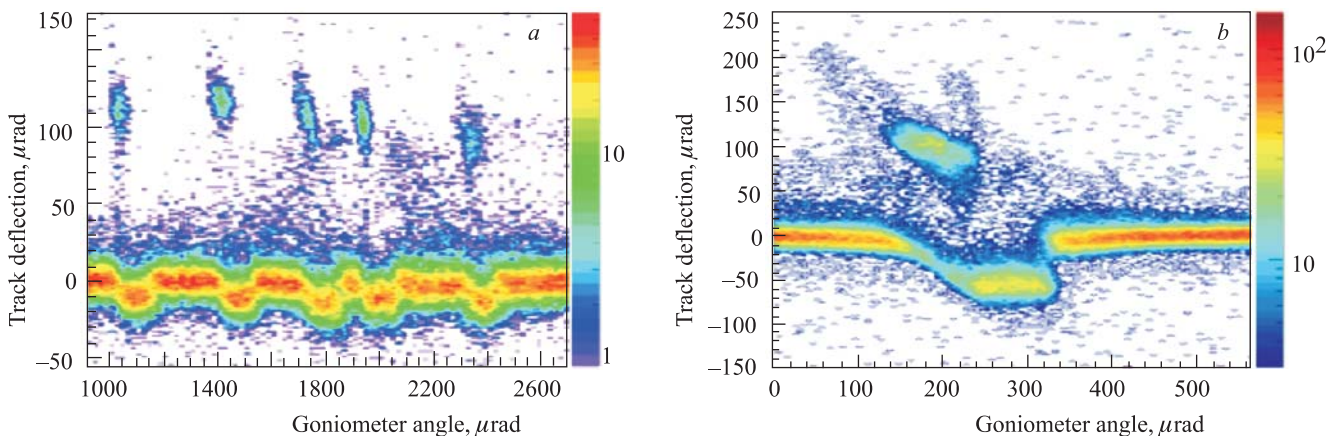 a
150
100
50
0
−50
Track deflection, μrad
1000 1400 1800 2200 2600
Goniometer angle, μrad
10
1
b
250
200
150
100
50
0
−50
−100
−150
Track deflection, μrad
0 100 200 300 400 500
Goniometer angle, μrad
10²
10